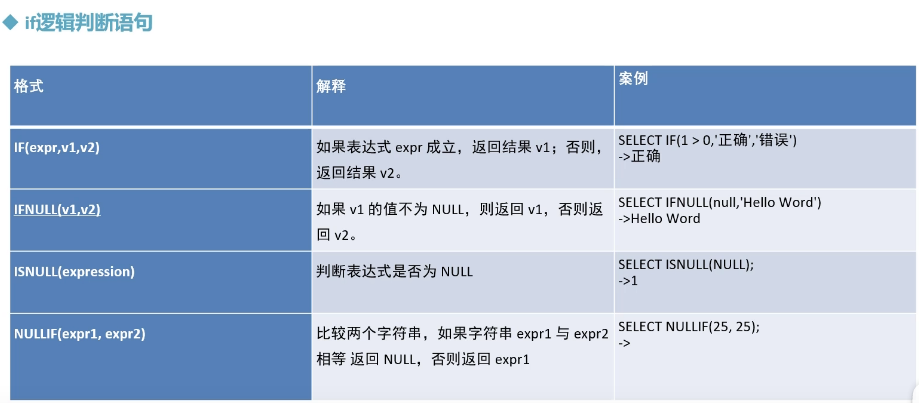 ◆ if逻辑判断语句
格式
解释
案例
IF(expr,v1,v2)
如果表达式 expr 成立，返回结果 v1；否则，
返回结果 v2。
SELECT IF(1 > 0,'正确','错误')
->正确
IFNULL(v1,v2)
如果 v1 的值不为 NULL，则返回 v1，否则返
回 v2。
SELECT IFNULL(null,'Hello Word')
->Hello Word
ISNULL(expression)
判断表达式是否为 NULL
SELECT ISNULL(NULL);
->1
NULLIF(expr1, expr2)
比较两个字符串，如果字符串 expr1 与 expr2
相等 返回 NULL，否则返回 expr1
SELECT NULLIF(25, 25);
->